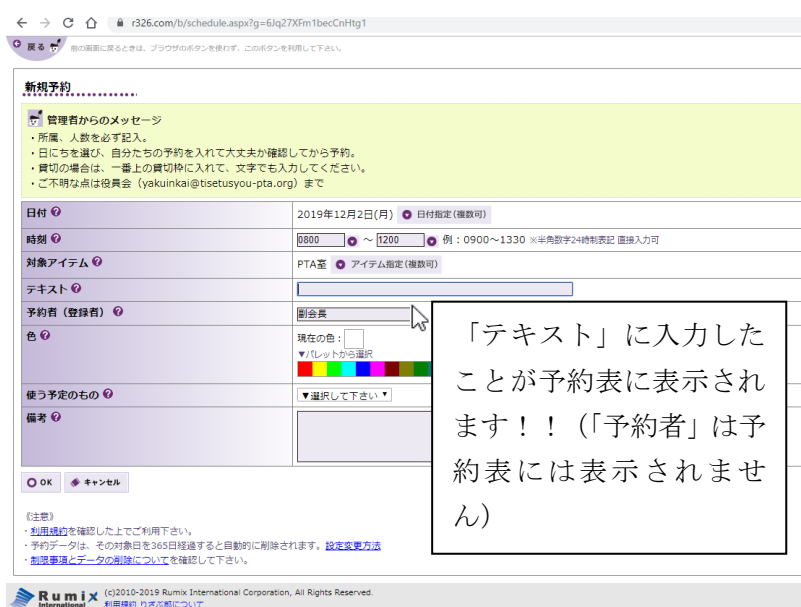 r326.com/b/schedule.aspx?g=6Jq27XFm1becCnHtg1
戻る 前の画面に戻るときは、ブラウザのボタンを使わず、このボタンを利用して下さい。
新規予約
管理者からのメッセージ
・所属、人数を必ず記入。
・日にちを選び、自分たちの予約を入れて大丈夫か確認してから予約。
・貸切の場合は、一番上の貸切枠に入れて、文字でも入力してください。
・ご不明な点は役員会（yakuinkai@tisetusyou-pta.org）まで
日付 2019年12月2日(月) 日付指定(複数可)
時刻 0800 ～ 1200 例：0900～1330 ※半角数字24時制表記 直接入力可
対象アイテム PTA室 アイテム指定(複数可)
テキスト
予約者（登録者） 副会長
色 現在の色：
▼パレットから選択
使う予定のもの ▼選択して下さい
備考
「テキスト」に入力した
ことが予約表に表示され
ます！！（「予約者」は予
約表には表示されませ
ん）
OK キャンセル
《注意》
・利用規約を確認した上でご利用下さい。
・予約データは、その対象日を365日経過すると自動的に削除されます。設定変更方法
・制限事項とデータの削除についてを確認して下さい。
Rumix International (c)2010-2019 Rumix International Corporation, All Rights Reserved.
利用規約 りざぶ郎について